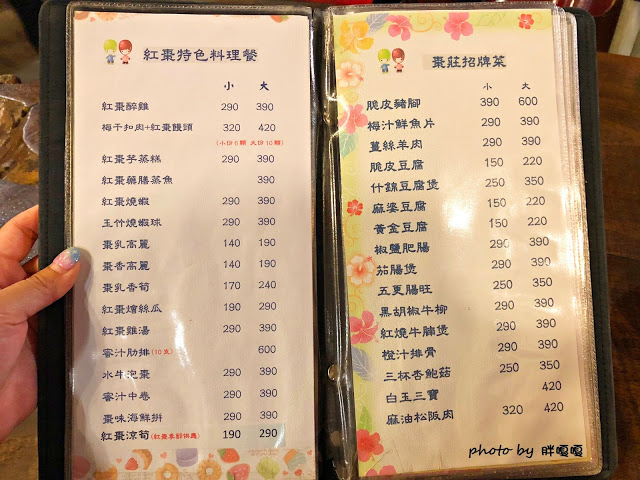 紅棗特色料理餐
小 大
紅棗醉雞 290 390
梅干扣肉+紅棗饅頭 320 420
(小份6顆 大份10顆)
紅棗芋蒸糕 290 390
紅棗藥膳蒸魚 390
紅棗燒蝦 290 390
玉竹燒蝦球 290 390
棗乳高麗 140 190
棗香高麗 140 190
棗乳香筍 170 240
紅棗燴絲瓜 190 290
紅棗雞湯 290 390
蜜汁肋排(10支) 600
水牛泡棗 290 390
蜜汁中卷 290 390
棗味海鮮拼 290 390
紅棗涼筍(紅棗季節供應) 190 290
棗莊招牌菜
小 大
脆皮豬腳 390 600
梅汁鮮魚片 290 390
薑絲羊肉 290 390
脆皮豆腐 150 220
什錦豆腐煲 250 350
麻婆豆腐 150 220
黃金豆腐 150 220
椒鹽肥腸 290 390
茄腸煲 290 390
五更腸旺 250 350
黑胡椒牛柳 290 390
紅燒牛腩煲 290 390
橙汁排骨 290 390
三杯杏鮑菇 250 350
白玉三寶 420
麻油松阪肉 320 420
photo by 胖嘎嘎